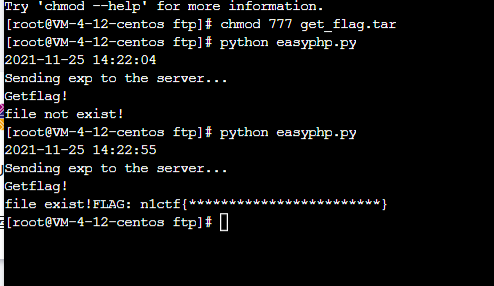 Try 'chmod --help' for more information.
[root@VM-4-12-centos ftp]# chmod 777 get_flag.tar
[root@VM-4-12-centos ftp]# python easyphp.py
2021-11-25 14:22:04
Sending exp to the server...
Getflag!
file not exist!
[root@VM-4-12-centos ftp]# python easyphp.py
2021-11-25 14:22:55
Sending exp to the server...
Getflag!
file exist!FLAG: n1ctf{************************}
[root@VM-4-12-centos ftp]#